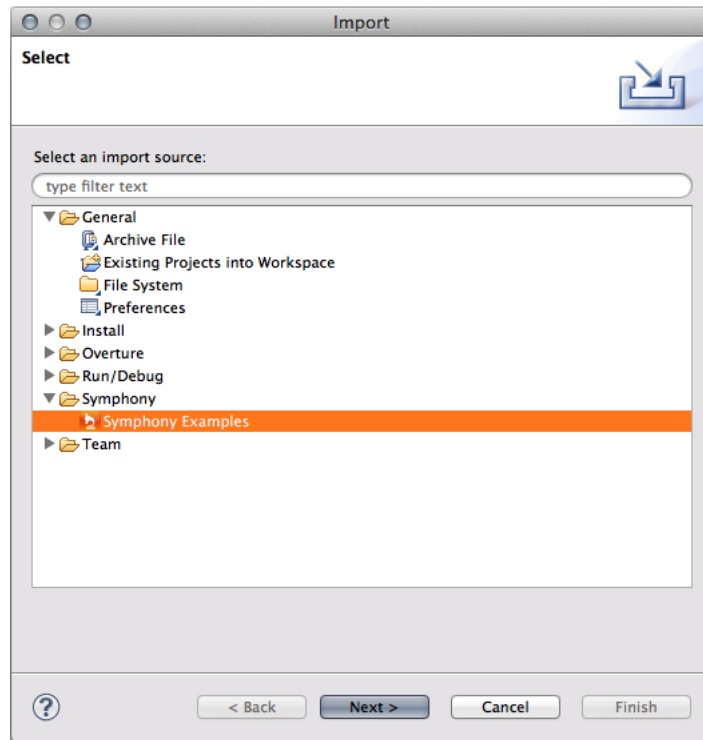 Import
Select
Select an import source:
type filter text
General
Archive File
Existing Projects into Workspace
File System
Preferences
Install
Overture
Run/Debug
Symphony
Symphony Examples
Team
?
< Back
Next >
Cancel
Finish